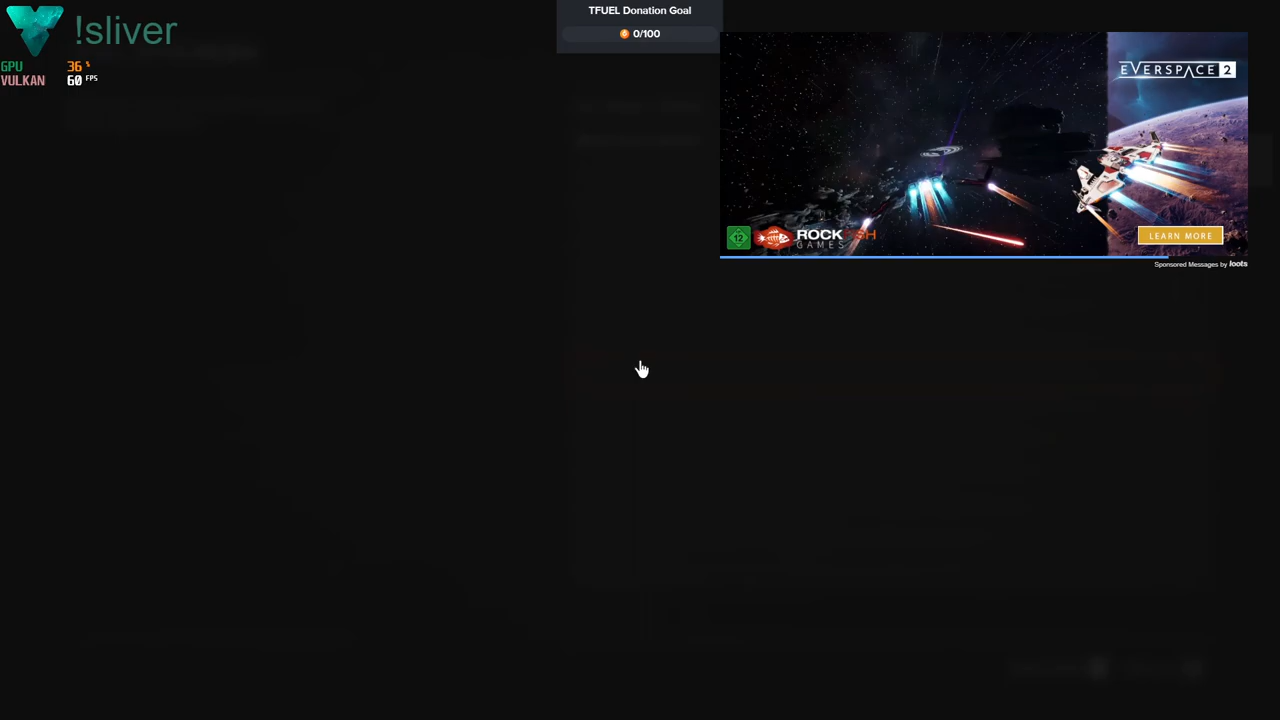 !sliver
TFUEL Donation Goal
0/100
GPU 36 %
VULKAN 60 FPS
EVERSPACE 2
12
ROCKFISH
GAMES
LEARN MORE
Sponsored Messages by loots